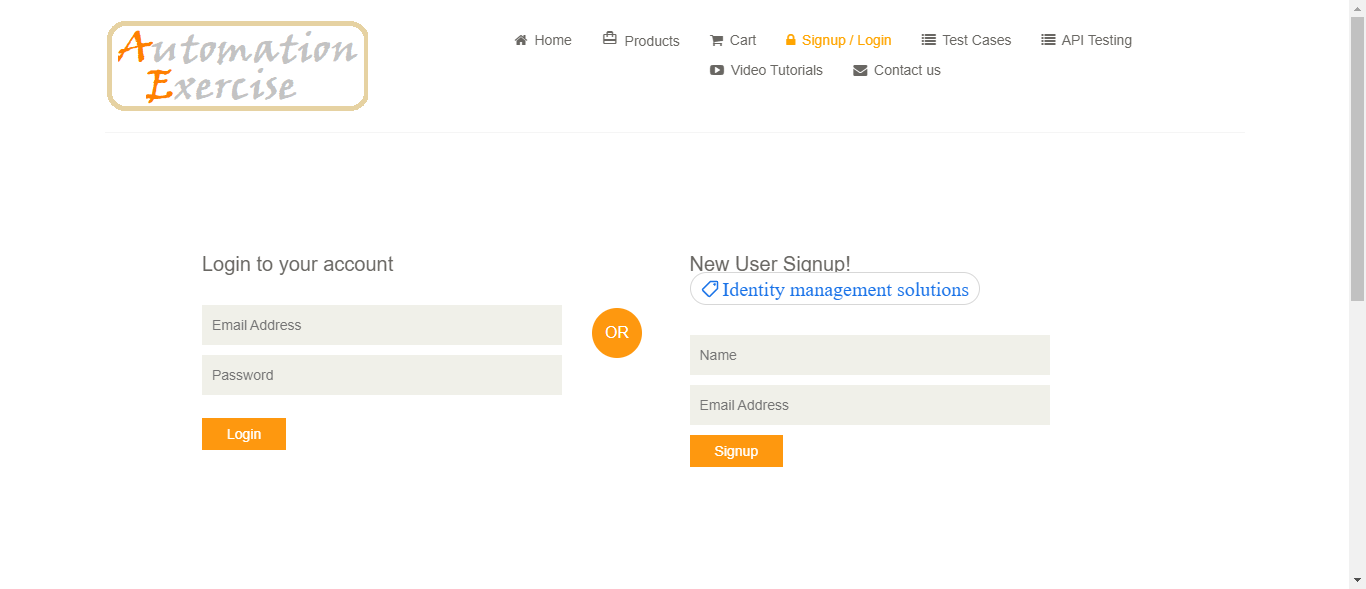 Automation
Exercise
Home
Products
Cart
Signup / Login
Test Cases
API Testing
Video Tutorials
Contact us
Login to your account
Email Address
Password
Login
OR
New User Signup!
Identity management solutions
Name
Email Address
Signup